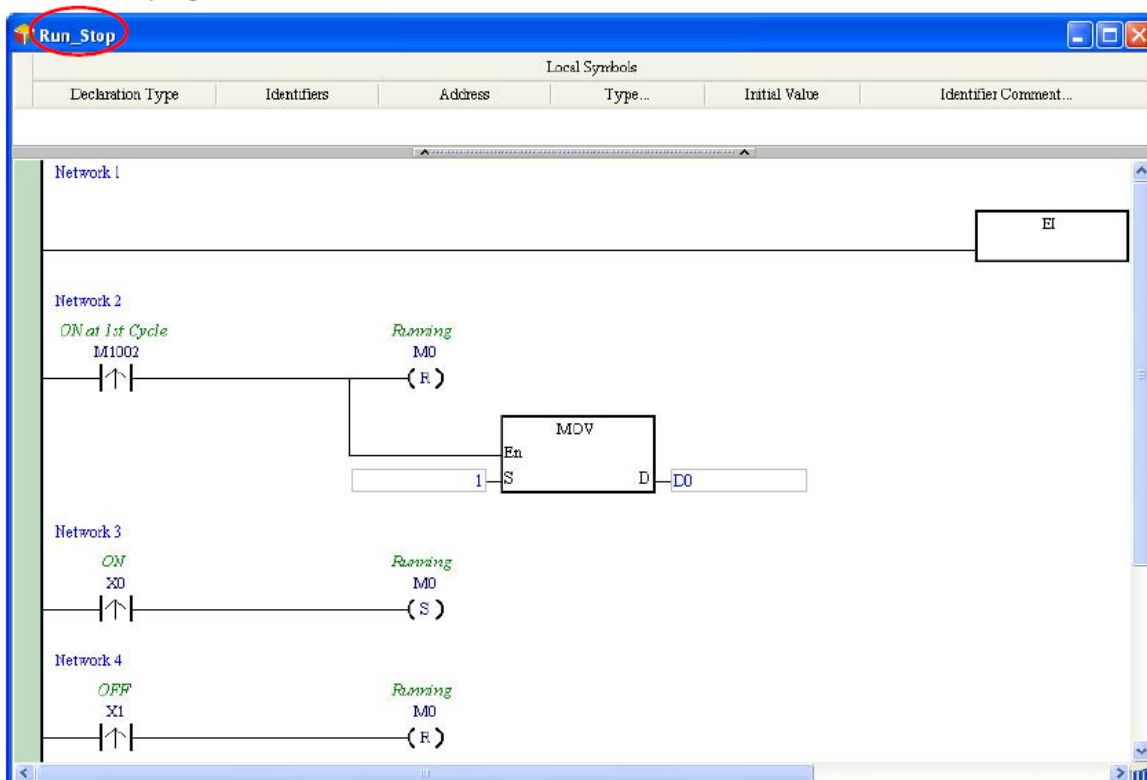 Run_Stop
Local Symbols
Declaration Type Identifiers Address Type... Initial Value Identifier Comment...
Network 1
EI
Network 2
ON at 1st Cycle Running
M1002 M0
( R )
MOV
En
1 S D D0
Network 3
ON Running
X0 M0
( S )
Network 4
OFF Running
X1 M0
( R )